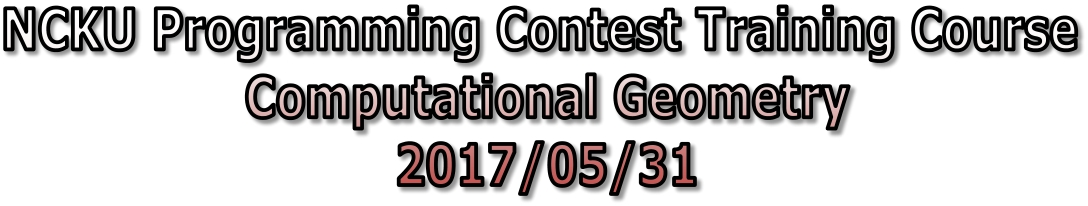 NCKU Programming Contest Training Course
Computational Geometry
2017/05/31